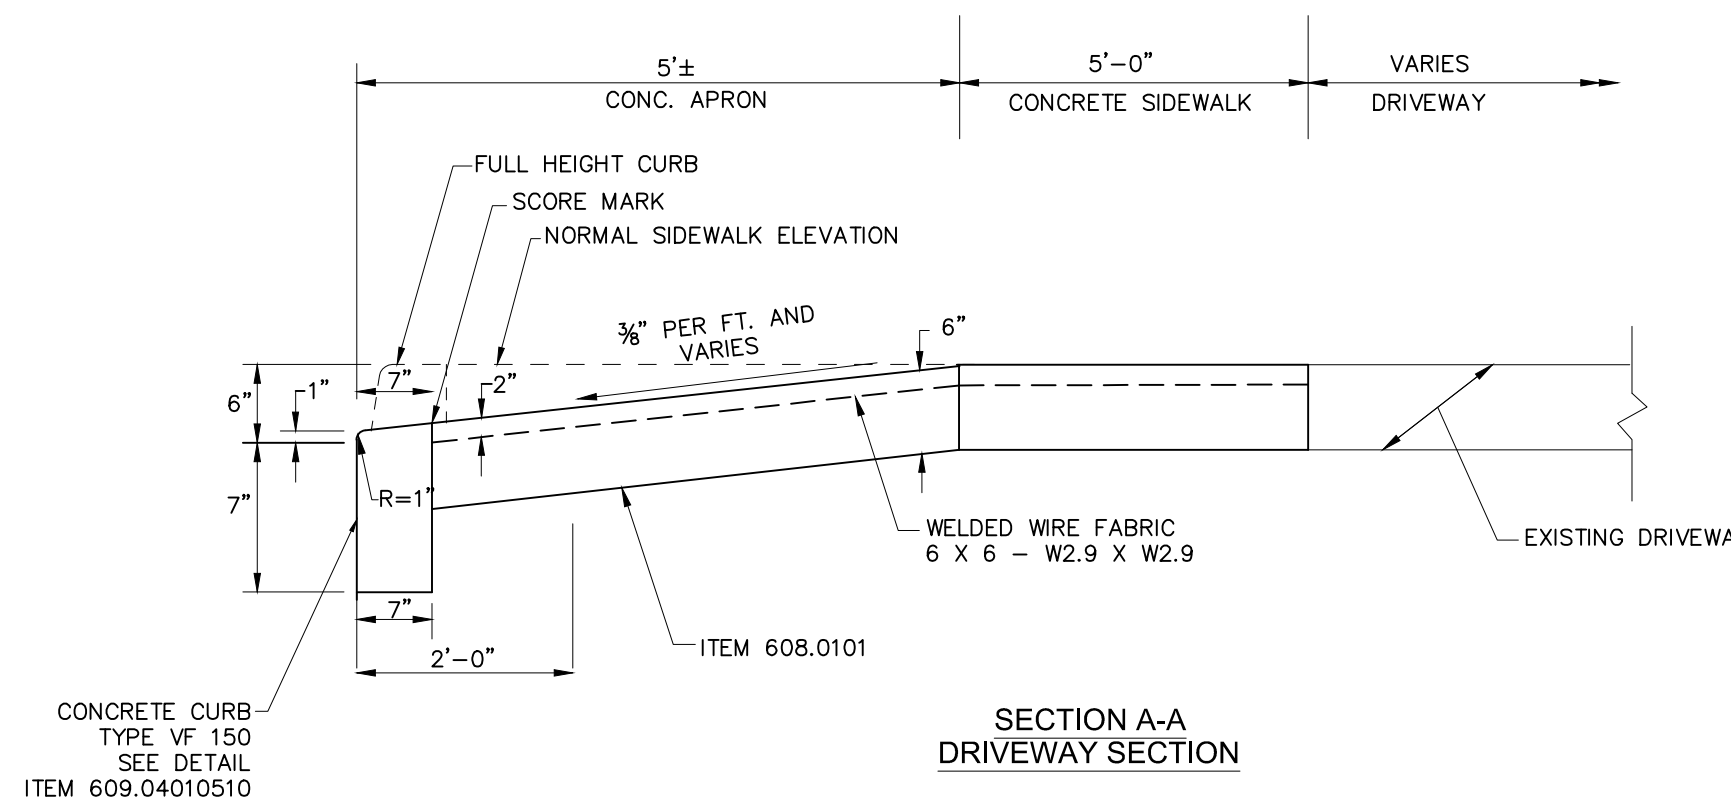 5'±
CONC. APRON
5'-0"
CONCRETE SIDEWALK
VARIES
DRIVEWAY
FULL HEIGHT CURB
SCORE MARK
NORMAL SIDEWALK ELEVATION
⅜" PER FT. AND
VARIES
6"
7"
1"
2"
6"
7"
R=1"
WELDED WIRE FABRIC
6 X 6 - W2.9 X W2.9
EXISTING DRIVEWA
7"
2'-0"
ITEM 608.0101
CONCRETE CURB
TYPE VF 150
SEE DETAIL
ITEM 609.04010510
SECTION A-A
DRIVEWAY SECTION